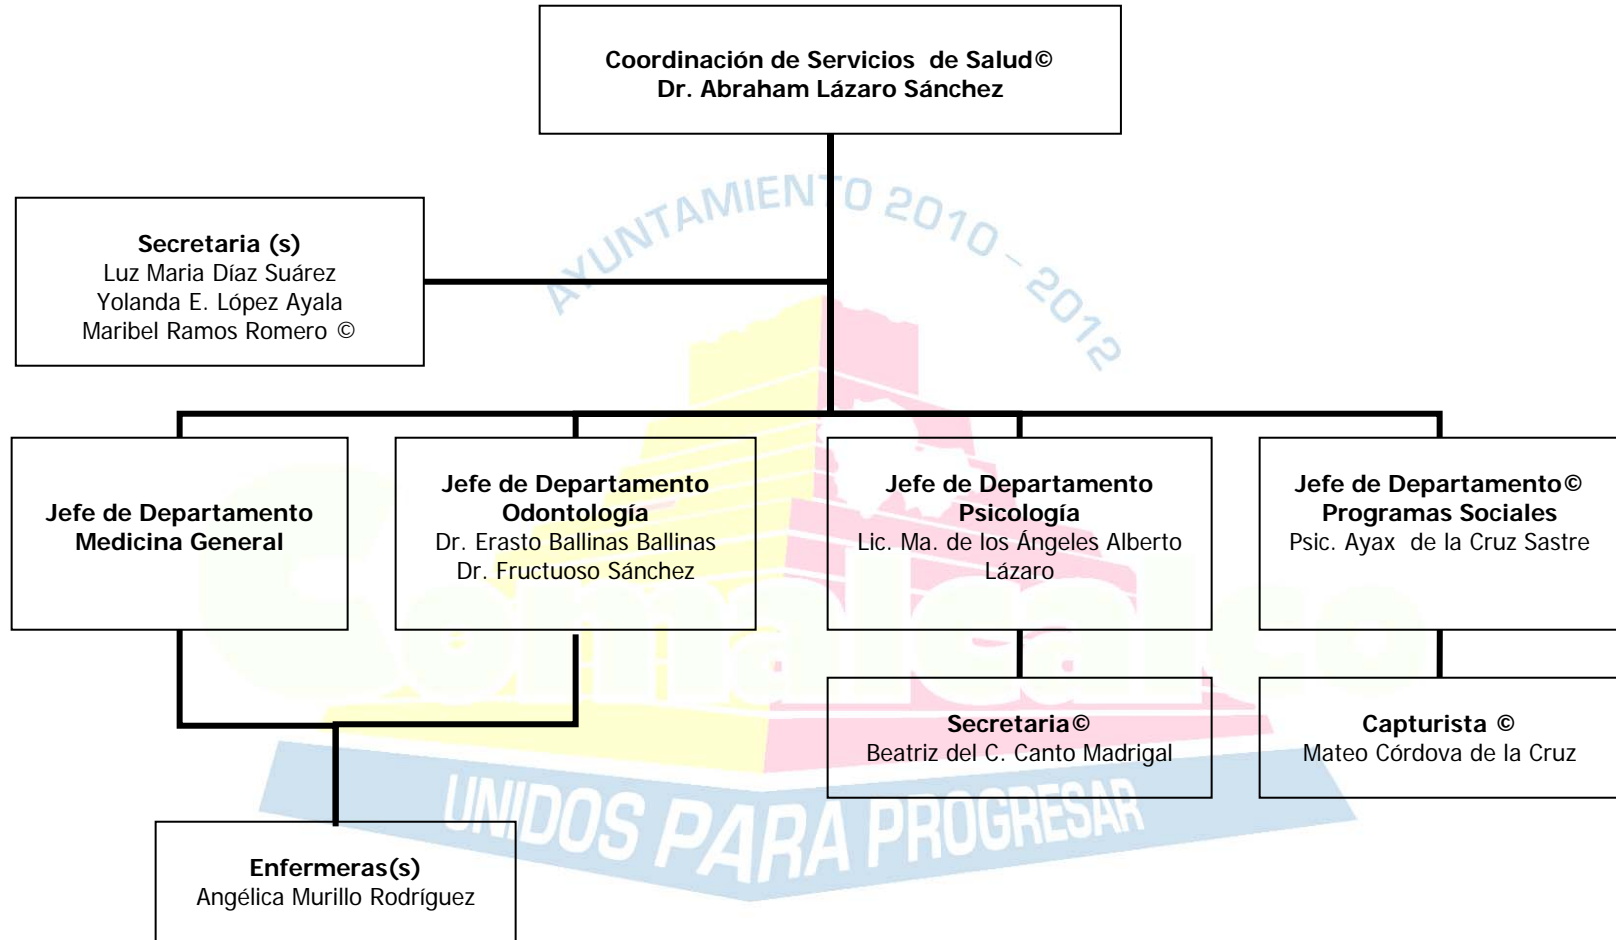 Coordinación de Servicios de Salud©
Dr. Abraham Lázaro Sánchez
AYUNTAMIENTO 2010 - 2012
Secretaria (s)
Luz Maria Díaz Suárez
Yolanda E. López Ayala
Maribel Ramos Romero ©
Jefe de Departamento
Medicina General
Jefe de Departamento
Odontología
Dr. Erasto Ballinas Ballinas
Dr. Fructuoso Sánchez
Jefe de Departamento
Psicología
Lic. Ma. de los Ángeles Alberto
Lázaro
Jefe de Departamento©
Programas Sociales
Psic. Ayax de la Cruz Sastre
Comalcalco
Secretaria©
Beatriz del C. Canto Madrigal
Capturista ©
Mateo Córdova de la Cruz
UNIDOS PARA PROGRESAR
Enfermeras(s)
Angélica Murillo Rodríguez